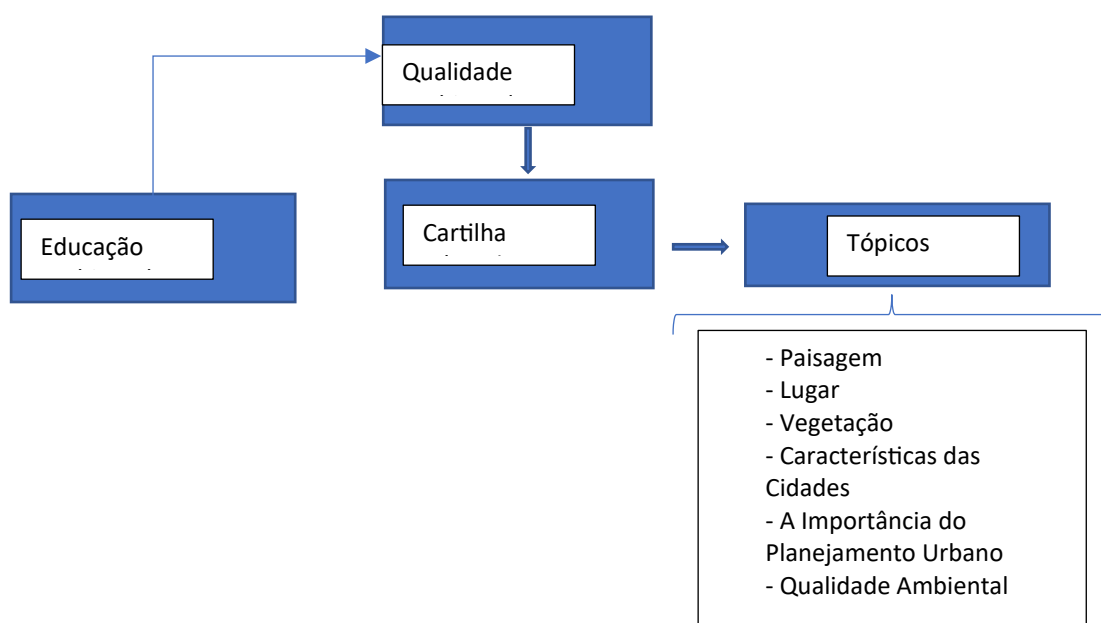 Qualidade
Educação
Cartilha
Tópicos
- Paisagem
- Lugar
- Vegetação
- Características das
Cidades
- A Importância do
Planejamento Urbano
- Qualidade Ambiental